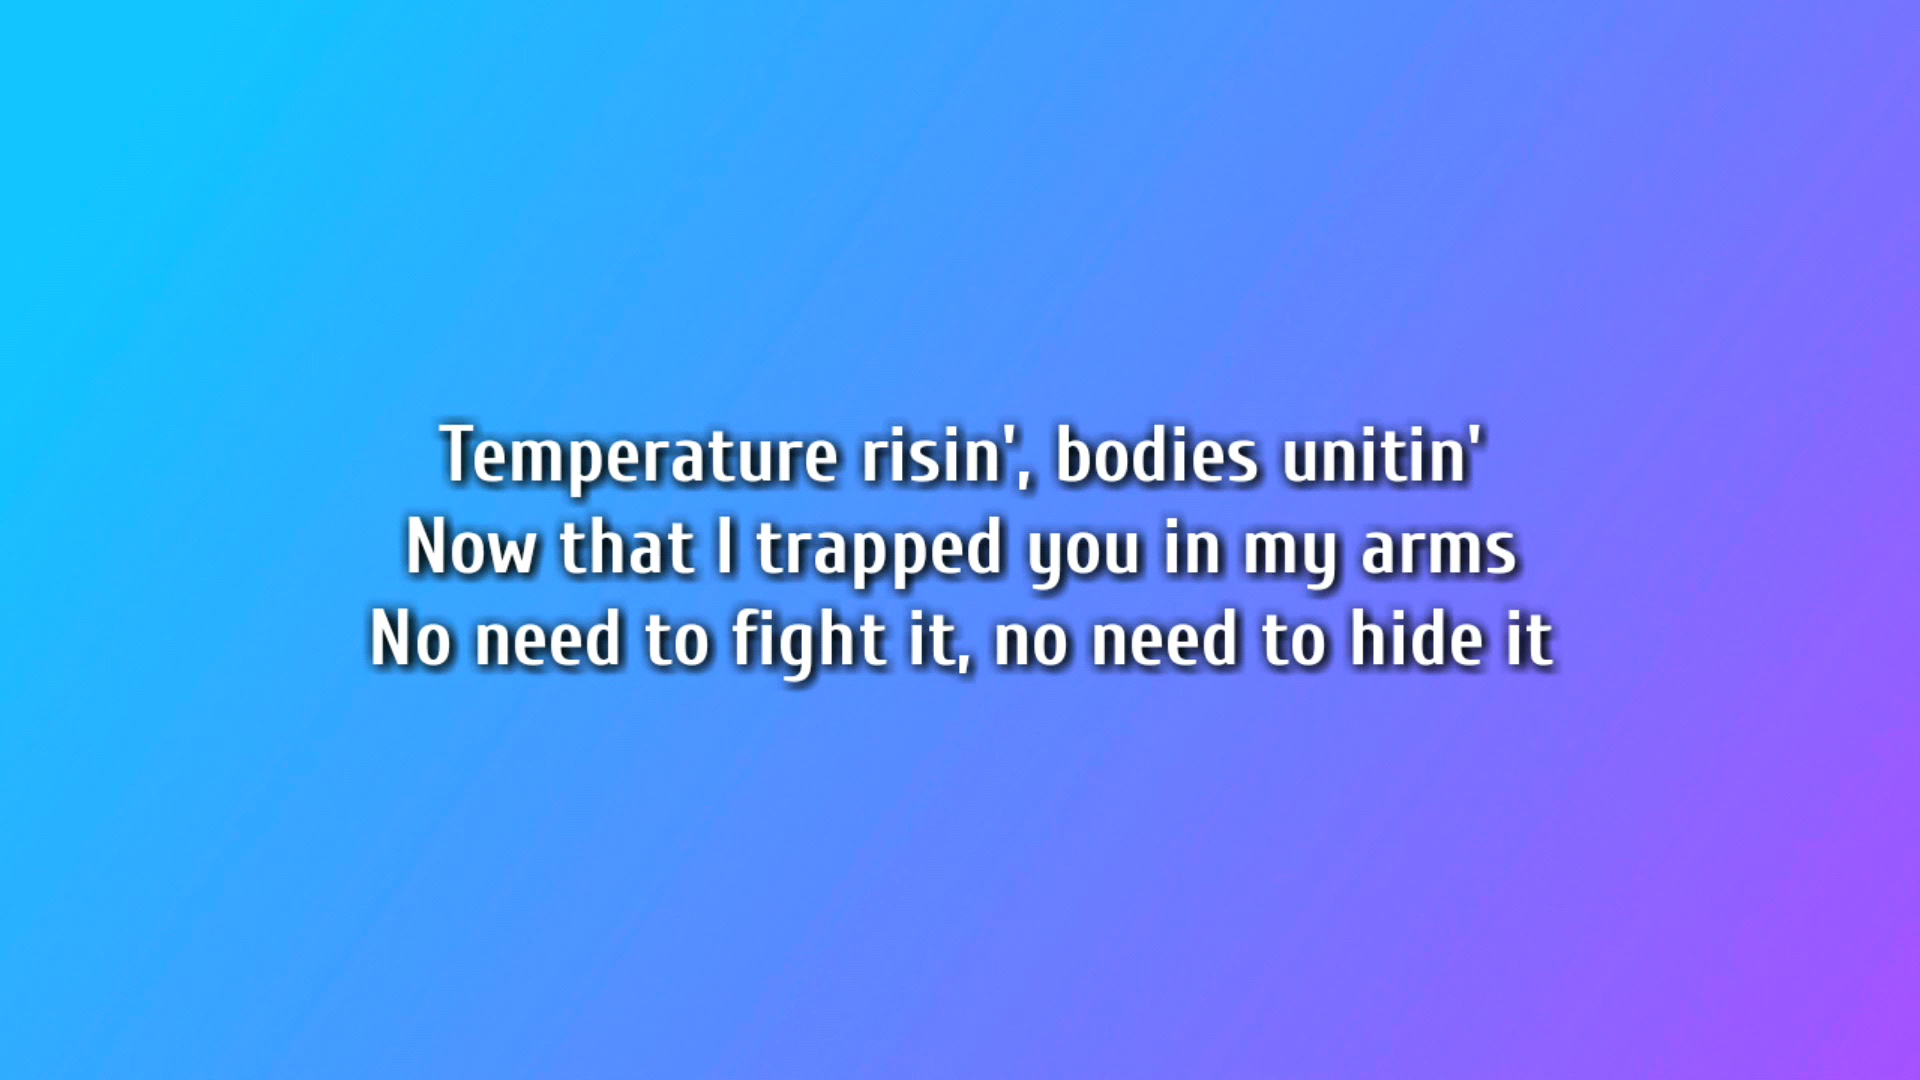 Temperature risin', bodies unitin'
Now that I trapped you in my arms
No need to fight it, no need to hide it